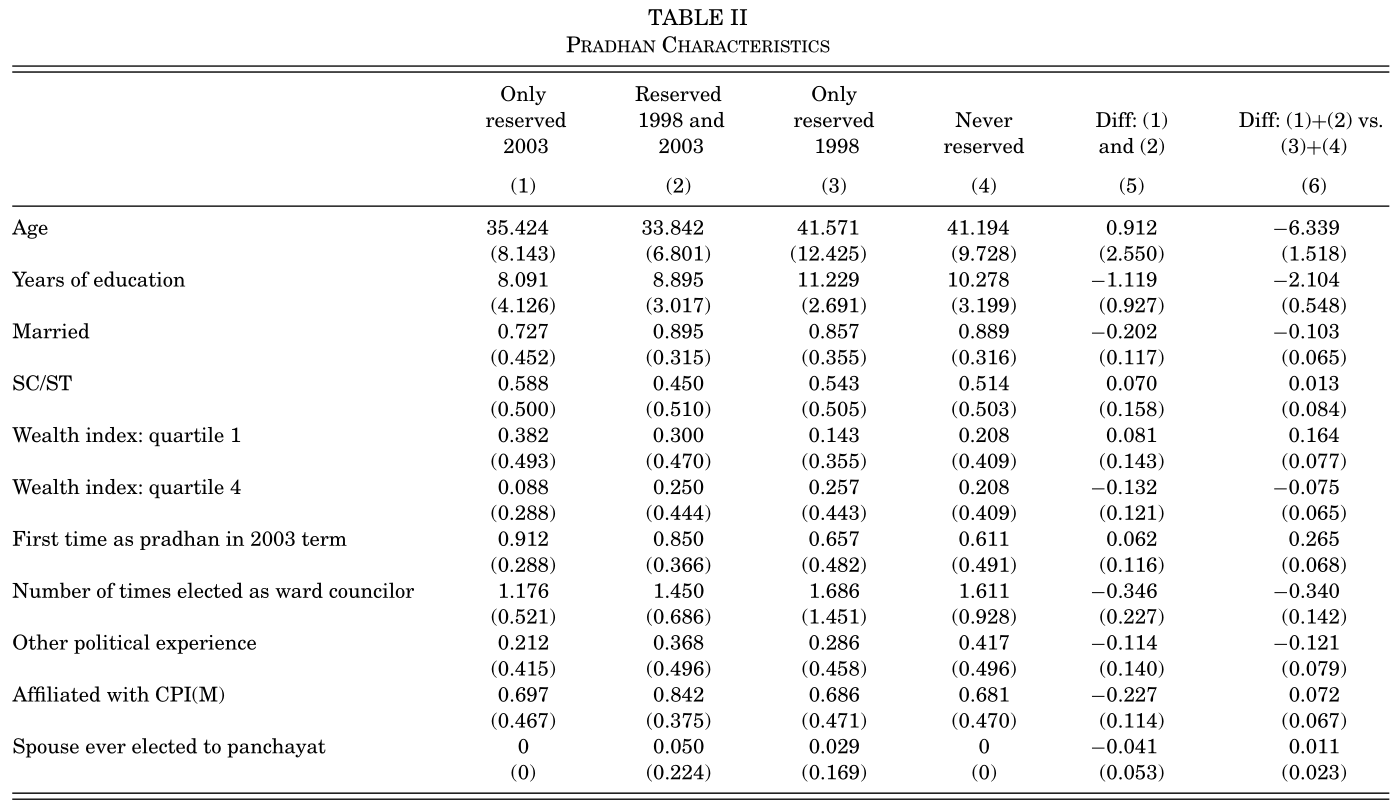 TABLE II
PRADHAN CHARACTERISTICS
Only Reserved Only
reserved 1998 and reserved Never Diff: (1) Diff: (1)+(2) vs.
2003 2003 1998 reserved and (2) (3)+(4)
(1) (2) (3) (4) (5) (6)
Age 35.424 33.842 41.571 41.194 0.912 −6.339
(8.143) (6.801) (12.425) (9.728) (2.550) (1.518)
Years of education 8.091 8.895 11.229 10.278 −1.119 −2.104
(4.126) (3.017) (2.691) (3.199) (0.927) (0.548)
Married 0.727 0.895 0.857 0.889 −0.202 −0.103
(0.452) (0.315) (0.355) (0.316) (0.117) (0.065)
SC/ST 0.588 0.450 0.543 0.514 0.070 0.013
(0.500) (0.510) (0.505) (0.503) (0.158) (0.084)
Wealth index: quartile 1 0.382 0.300 0.143 0.208 0.081 0.164
(0.493) (0.470) (0.355) (0.409) (0.143) (0.077)
Wealth index: quartile 4 0.088 0.250 0.257 0.208 −0.132 −0.075
(0.288) (0.444) (0.443) (0.409) (0.121) (0.065)
First time as pradhan in 2003 term 0.912 0.850 0.657 0.611 0.062 0.265
(0.288) (0.366) (0.482) (0.491) (0.116) (0.068)
Number of times elected as ward councilor 1.176 1.450 1.686 1.611 −0.346 −0.340
(0.521) (0.686) (1.451) (0.928) (0.227) (0.142)
Other political experience 0.212 0.368 0.286 0.417 −0.114 −0.121
(0.415) (0.496) (0.458) (0.496) (0.140) (0.079)
Affiliated with CPI(M) 0.697 0.842 0.686 0.681 −0.227 0.072
(0.467) (0.375) (0.471) (0.470) (0.114) (0.067)
Spouse ever elected to panchayat 0 0.050 0.029 0 −0.041 0.011
(0) (0.224) (0.169) (0) (0.053) (0.023)